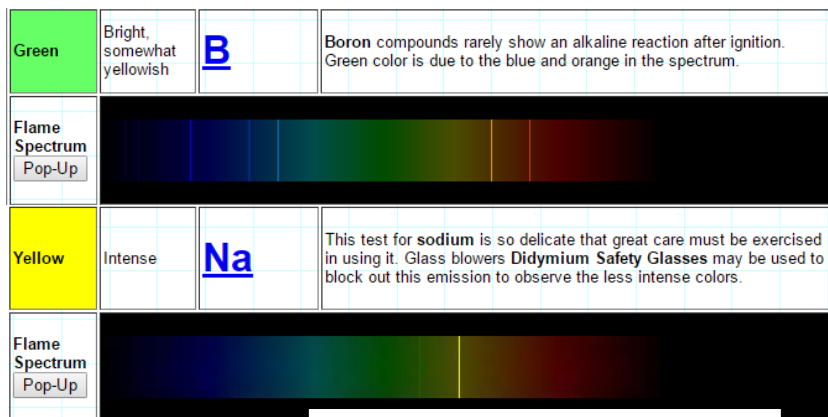 Green
Bright,
somewhat
yellowish
B
Boron compounds rarely show an alkaline reaction after ignition.
Green color is due to the blue and orange in the spectrum.
Flame
Spectrum
Pop-Up
Yellow
Intense
Na
This test for sodium is so delicate that great care must be exercised
in using it. Glass blowers Didymium Safety Glasses may be used to
block out this emission to observe the less intense colors.
Flame
Spectrum
Pop-Up